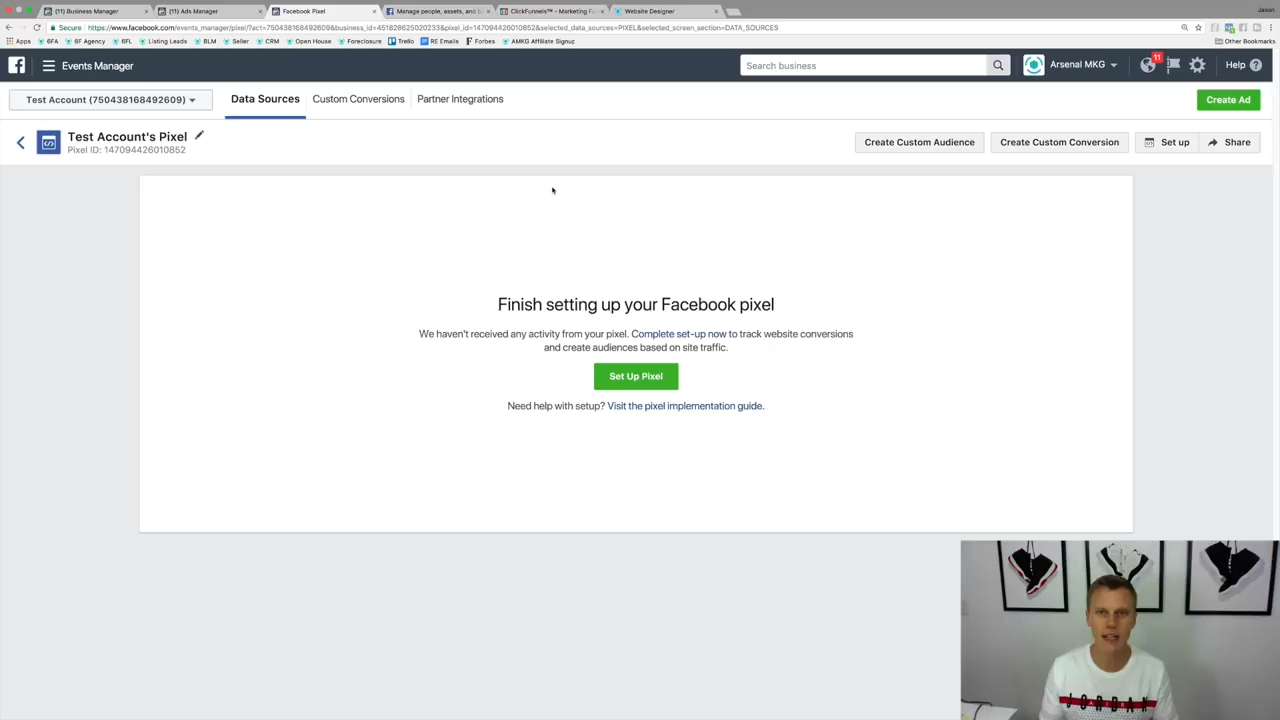 Jason
(11) Business Manager
(11) Ads Manager
Facebook Pixel
Manage people, assets, and b
ClickFunnels™ - Marketing Fu
Website Designer
Secure
https://www.facebook.com/events_manager/pixel/?act=750438168492609&business_id=451828625020233&pixel_id=147094426010852&selected_data_sources=PIXEL&selected_screen_section=DATA_SOURCES
Apps 6FA 6F Agency 6FL Listing Leads BLM Seller CRM Open House Foreclosure Trello RE Emails Forbes AMKG Affiliate Signup Other Bookmarks
Events Manager
Search business
Arsenal MKG
11
Help
Test Account (750438168492609)
Data Sources
Custom Conversions
Partner Integrations
Create Ad
Test Account's Pixel
Pixel ID: 147094426010852
Create Custom Audience
Create Custom Conversion
Set up
Share
Finish setting up your Facebook pixel
We haven't received any activity from your pixel. Complete set-up now to track website conversions
and create audiences based on site traffic.
Set Up Pixel
Need help with setup? Visit the pixel implementation guide.
JORDAN